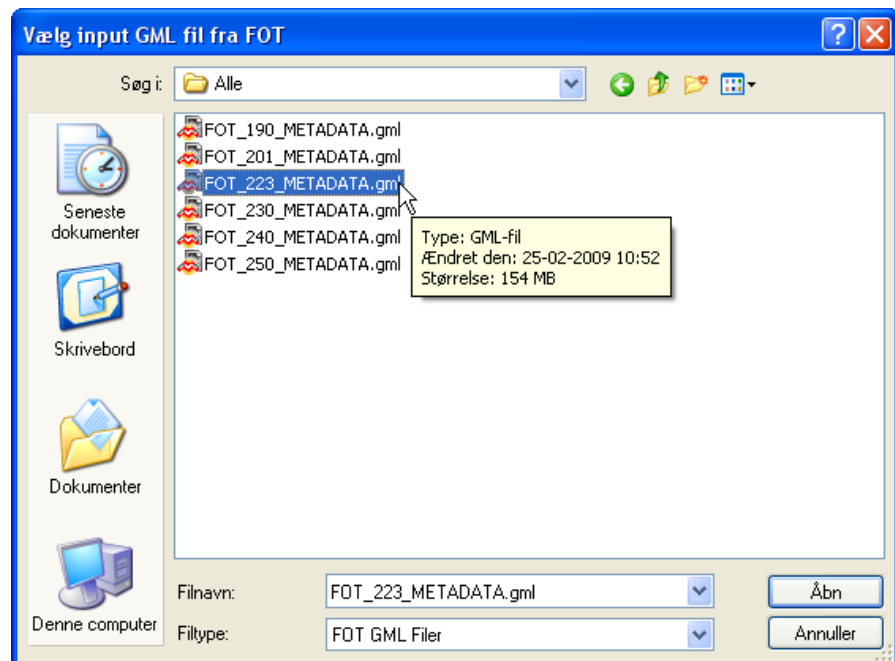 Vælg input GML fil fra FOT
Søg i:
Alle
Seneste
dokumenter
Skrivebord
Dokumenter
Denne computer
FOT_190_METADATA.gml
FOT_201_METADATA.gml
FOT_223_METADATA.gml
FOT_230_METADATA.gml
FOT_240_METADATA.gml
FOT_250_METADATA.gml
Type: GML-fil
Ændret den: 25-02-2009 10:52
Størrelse: 154 MB
Filnavn:
FOT_223_METADATA.gml
Åbn
Filtype:
FOT GML Filer
Annuller